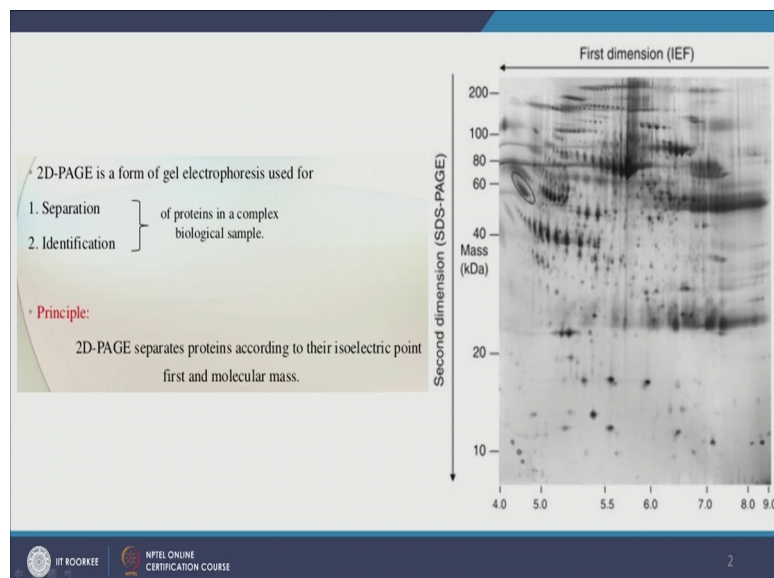 2D-PAGE is a form of gel electrophoresis used for
1. Separation
2. Identification
of proteins in a complex
biological sample.
Principle:
2D-PAGE separates proteins according to their isoelectric point
first and molecular mass.
First dimension (IEF)
Second dimension (SDS-PAGE)
200
100
80
60
40
Mass
(kDa)
20
10
4.0 5.0 5.5 6.0 7.0 8.0 9.0
IIT ROORKEE
NPTEL ONLINE
CERTIFICATION COURSE
2